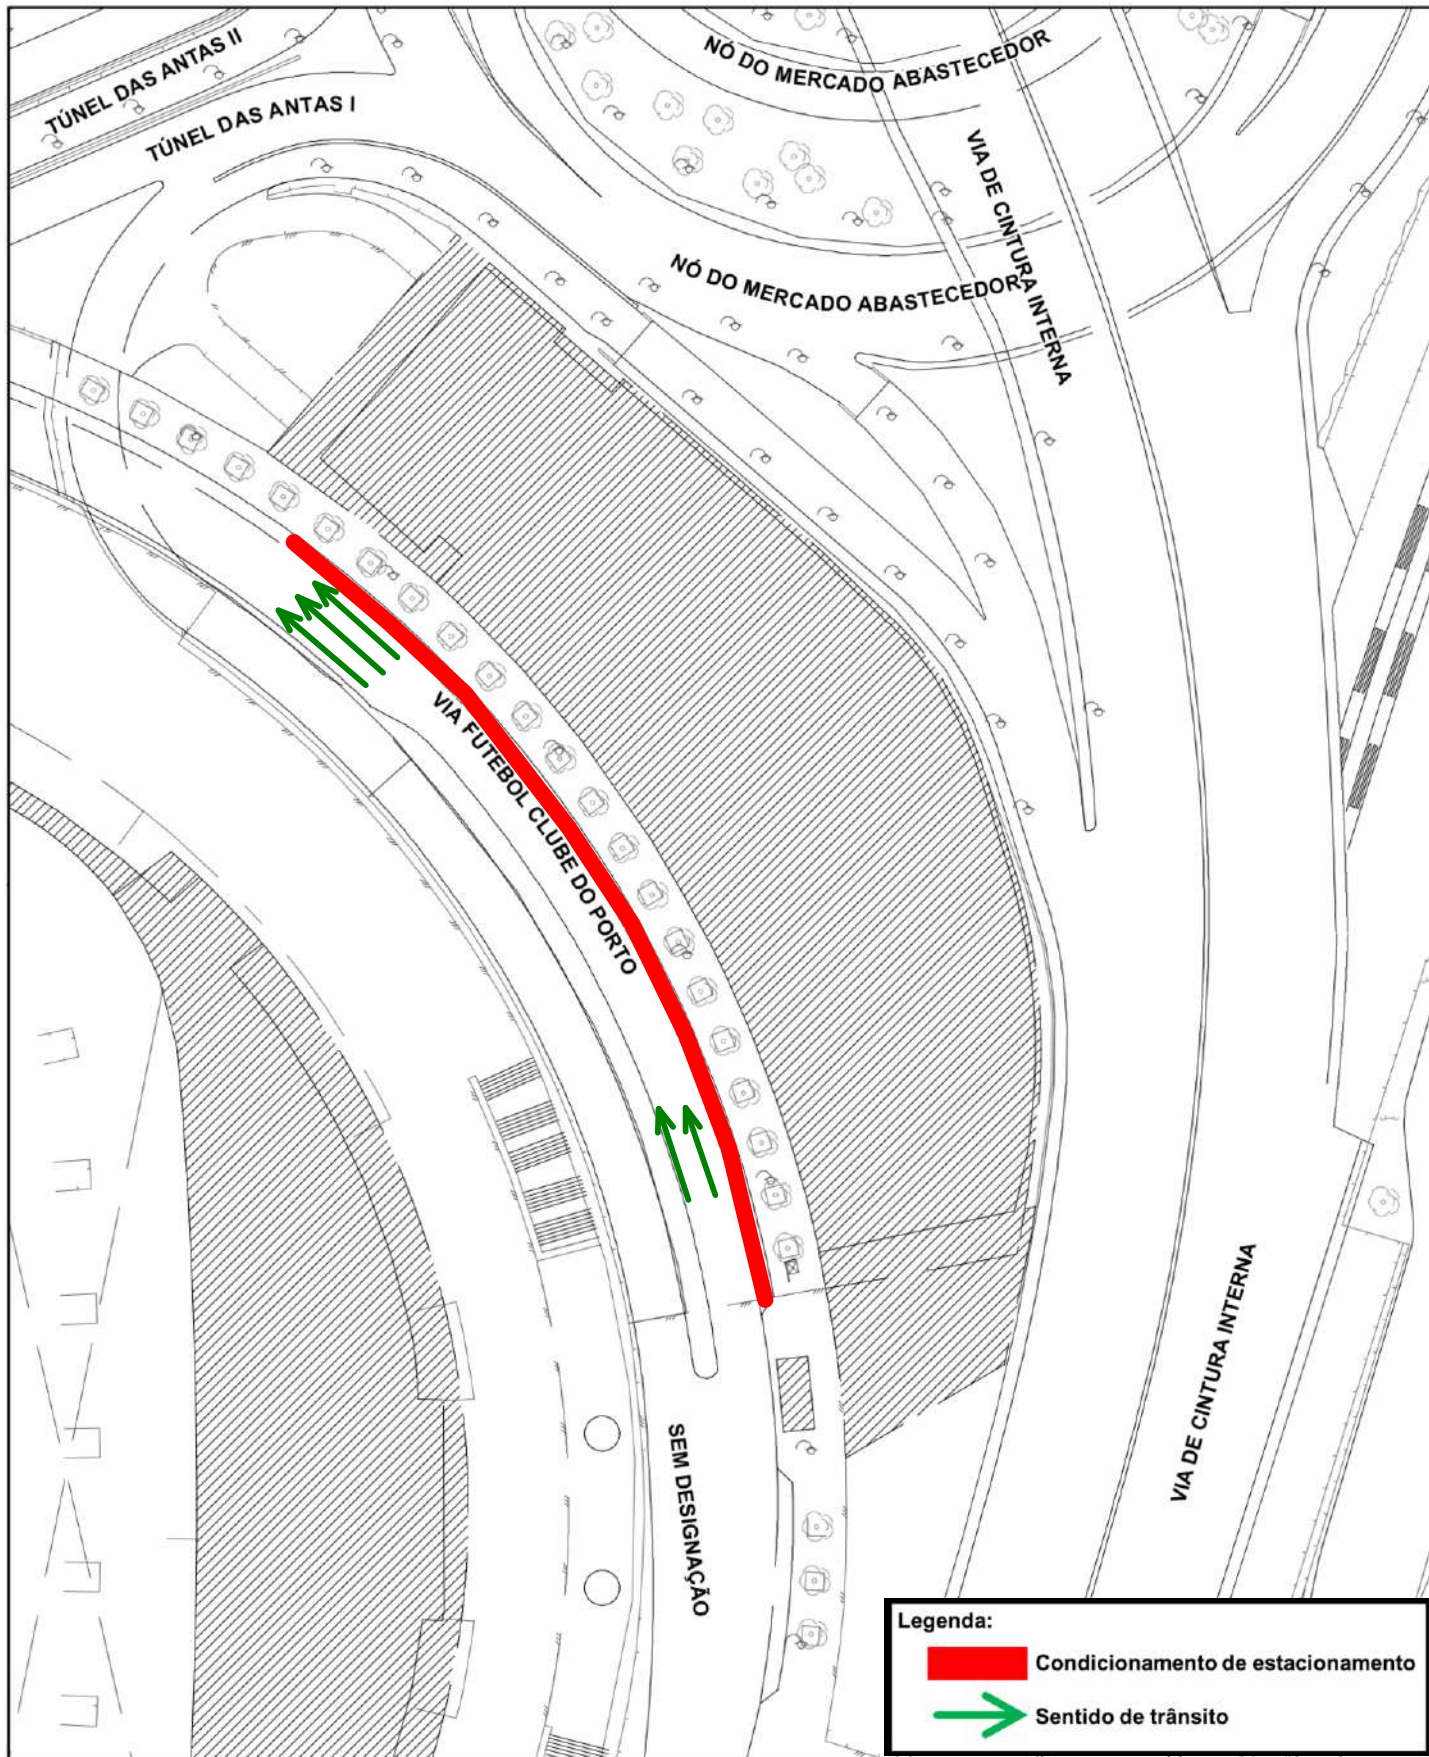 TÚNEL DAS ANTAS II
TÚNEL DAS ANTAS I
NÓ DO MERCADO ABASTECEDOR
VIA DE CINTURA INTERNA
NÓ DO MERCADO ABASTECEDOR
VIA FUTEBOL CLUBE DO PORTO
VIA DE CINTURA INTERNA
SEM DESIGNAÇÃO
Legenda:
Condicionamento de estacionamento
Sentido de trânsito